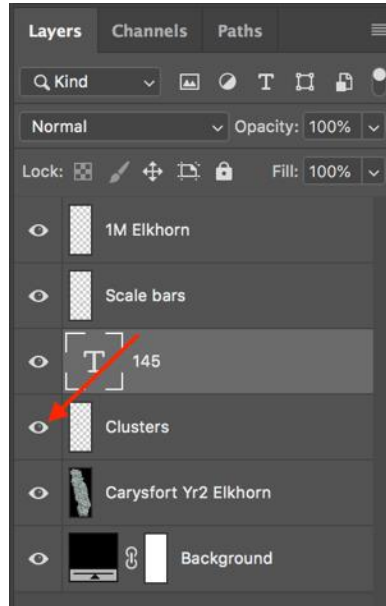 Layers Channels Paths
Kind T
Normal Opacity: 100%
Lock: Fill: 100%
1M Elkhorn
Scale bars
T 145
Clusters
Carysfort Yr2 Elkhorn
Background